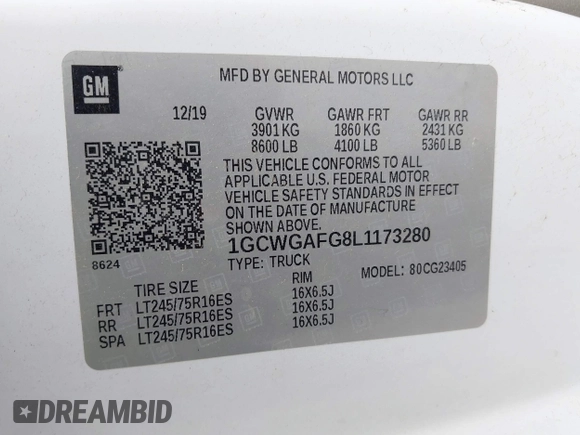 GM
MFD BY GENERAL MOTORS LLC
12/19 GVWR GAWR FRT GAWR RR
3901 KG 1860 KG 2431 KG
8600 LB 4100 LB 5360 LB
THIS VEHICLE CONFORMS TO ALL
APPLICABLE U.S. FEDERAL MOTOR
VEHICLE SAFETY STANDARDS IN EFFECT
ON THE DATE OF MANUFACTURE
SHOWN ABOVE.
1GCWGAFG8L1173280
8624
TYPE: TRUCK MODEL: 80CG23405
TIRE SIZE RIM
FRT LT245/75R16ES 16X6.5J
RR LT245/75R16ES 16X6.5J
SPA LT245/75R16ES 16X6.5J
DREAMBID